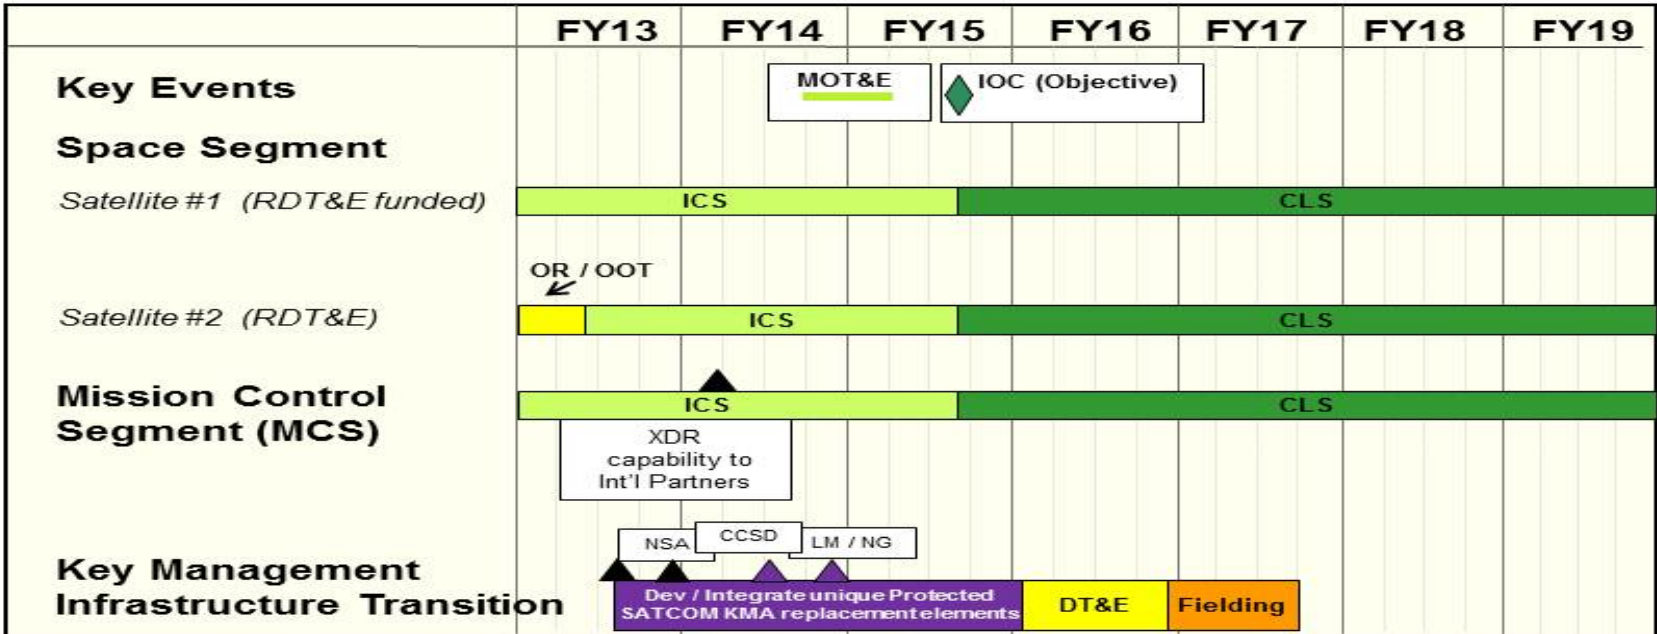 FY13 FY14 FY15 FY16 FY17 FY18 FY19
Key Events
MOT&E
IOC (Objective)
Space Segment
Satellite #1 (RDT&E funded)
ICS
CLS
OR / OOT
Satellite #2 (RDT&E)
ICS
CLS
Mission Control
Segment (MCS)
ICS
CLS
XDR
capability to
Int'l Partners
NSA
CCSD
LM / NG
Key Management
Infrastructure Transition
Dev / Integrate unique Protected
SATCOM KMA replacement elements
DT&E
Fielding